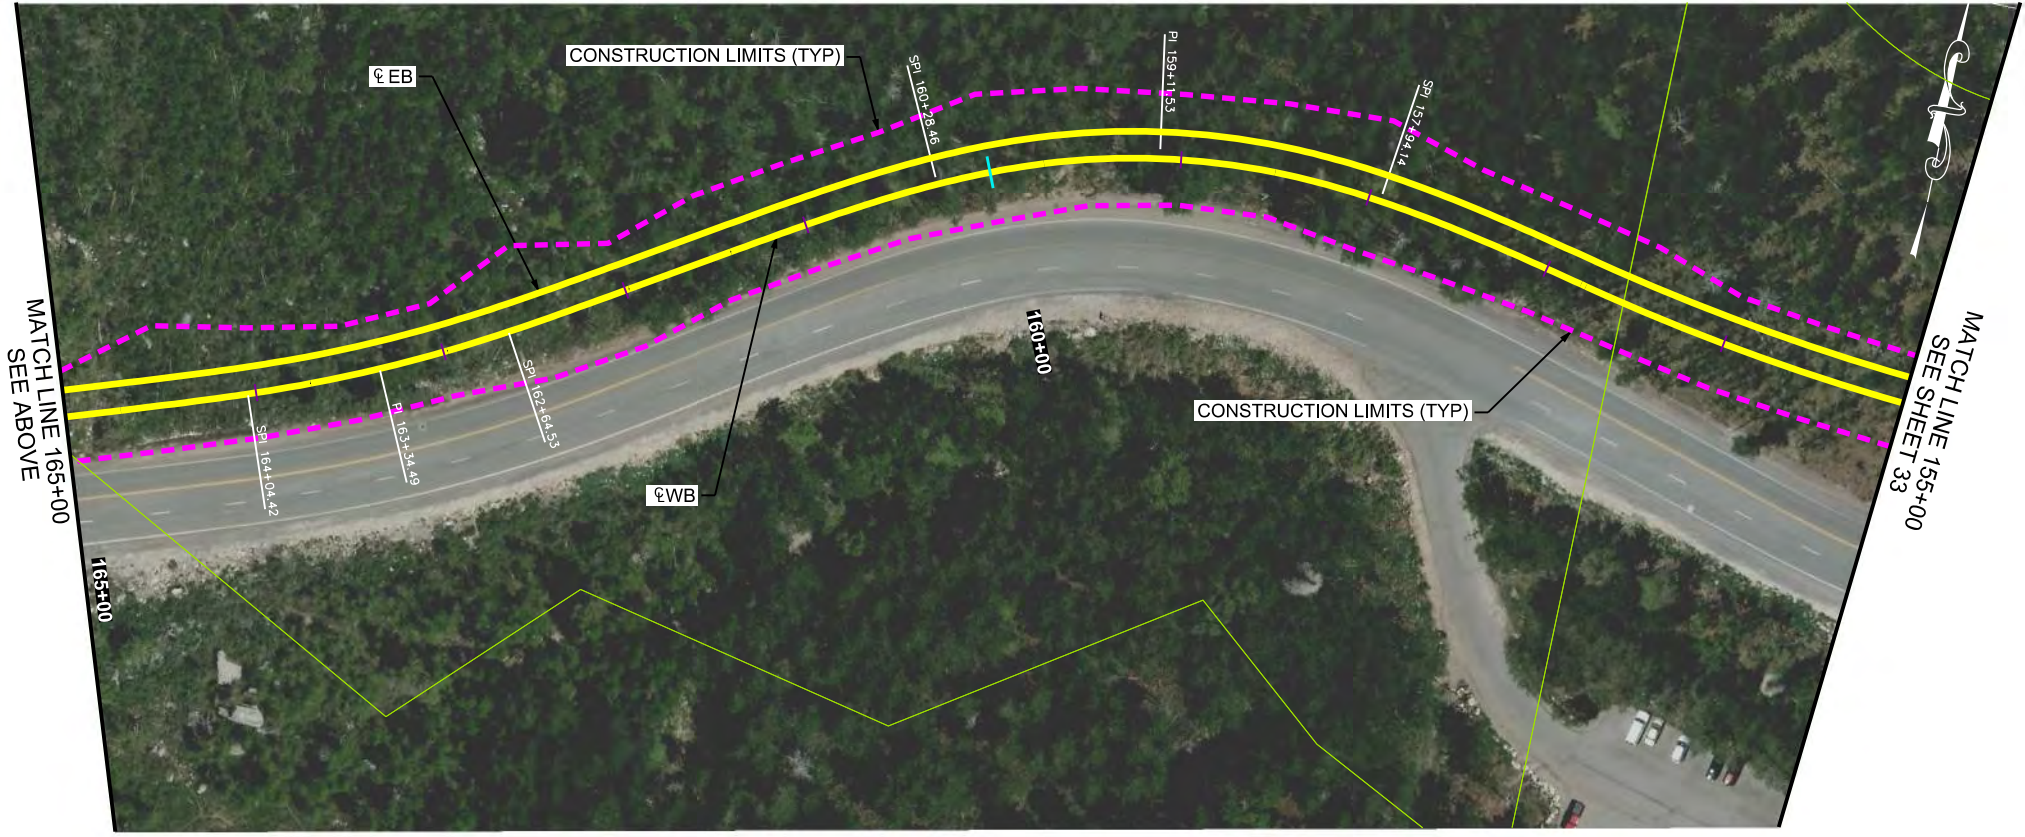 CONSTRUCTION LIMITS (TYP)
℄ EB
SPI 160+28.46
PI 159+11.53
SPI 157+94.14
MATCH LINE 165+00
SEE ABOVE
MATCH LINE 155+00
SEE SHEET 33
160+00
SPI 162+64.53
PI 163+34.49
SPI 164+04.42
℄ WB
CONSTRUCTION LIMITS (TYP)
165+00